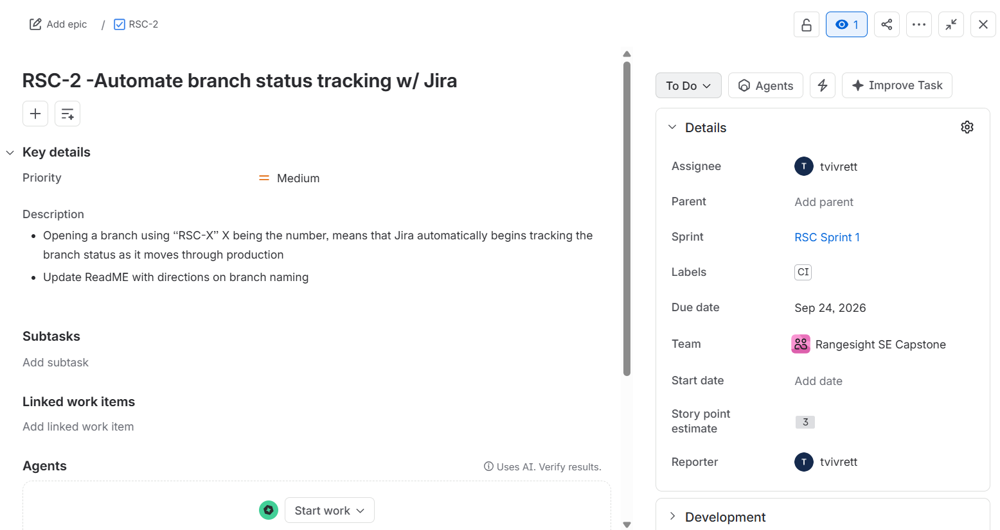 Add epic / RSC-2
1
RSC-2 -Automate branch status tracking w/ Jira
Key details
Priority
Medium
Description
• Opening a branch using “RSC-X” X being the number, means that Jira automatically begins tracking the
branch status as it moves through production
• Update ReadME with directions on branch naming
Subtasks
Add subtask
Linked work items
Add linked work item
Agents
Uses AI. Verify results.
Start work
To Do
Agents
Improve Task
Details
Assignee
T tvivrett
Parent
Add parent
Sprint
RSC Sprint 1
Labels
CI
Due date
Sep 24, 2026
Team
Rangesight SE Capstone
Start date
Add date
Story point
estimate
3
Reporter
T tvivrett
Development